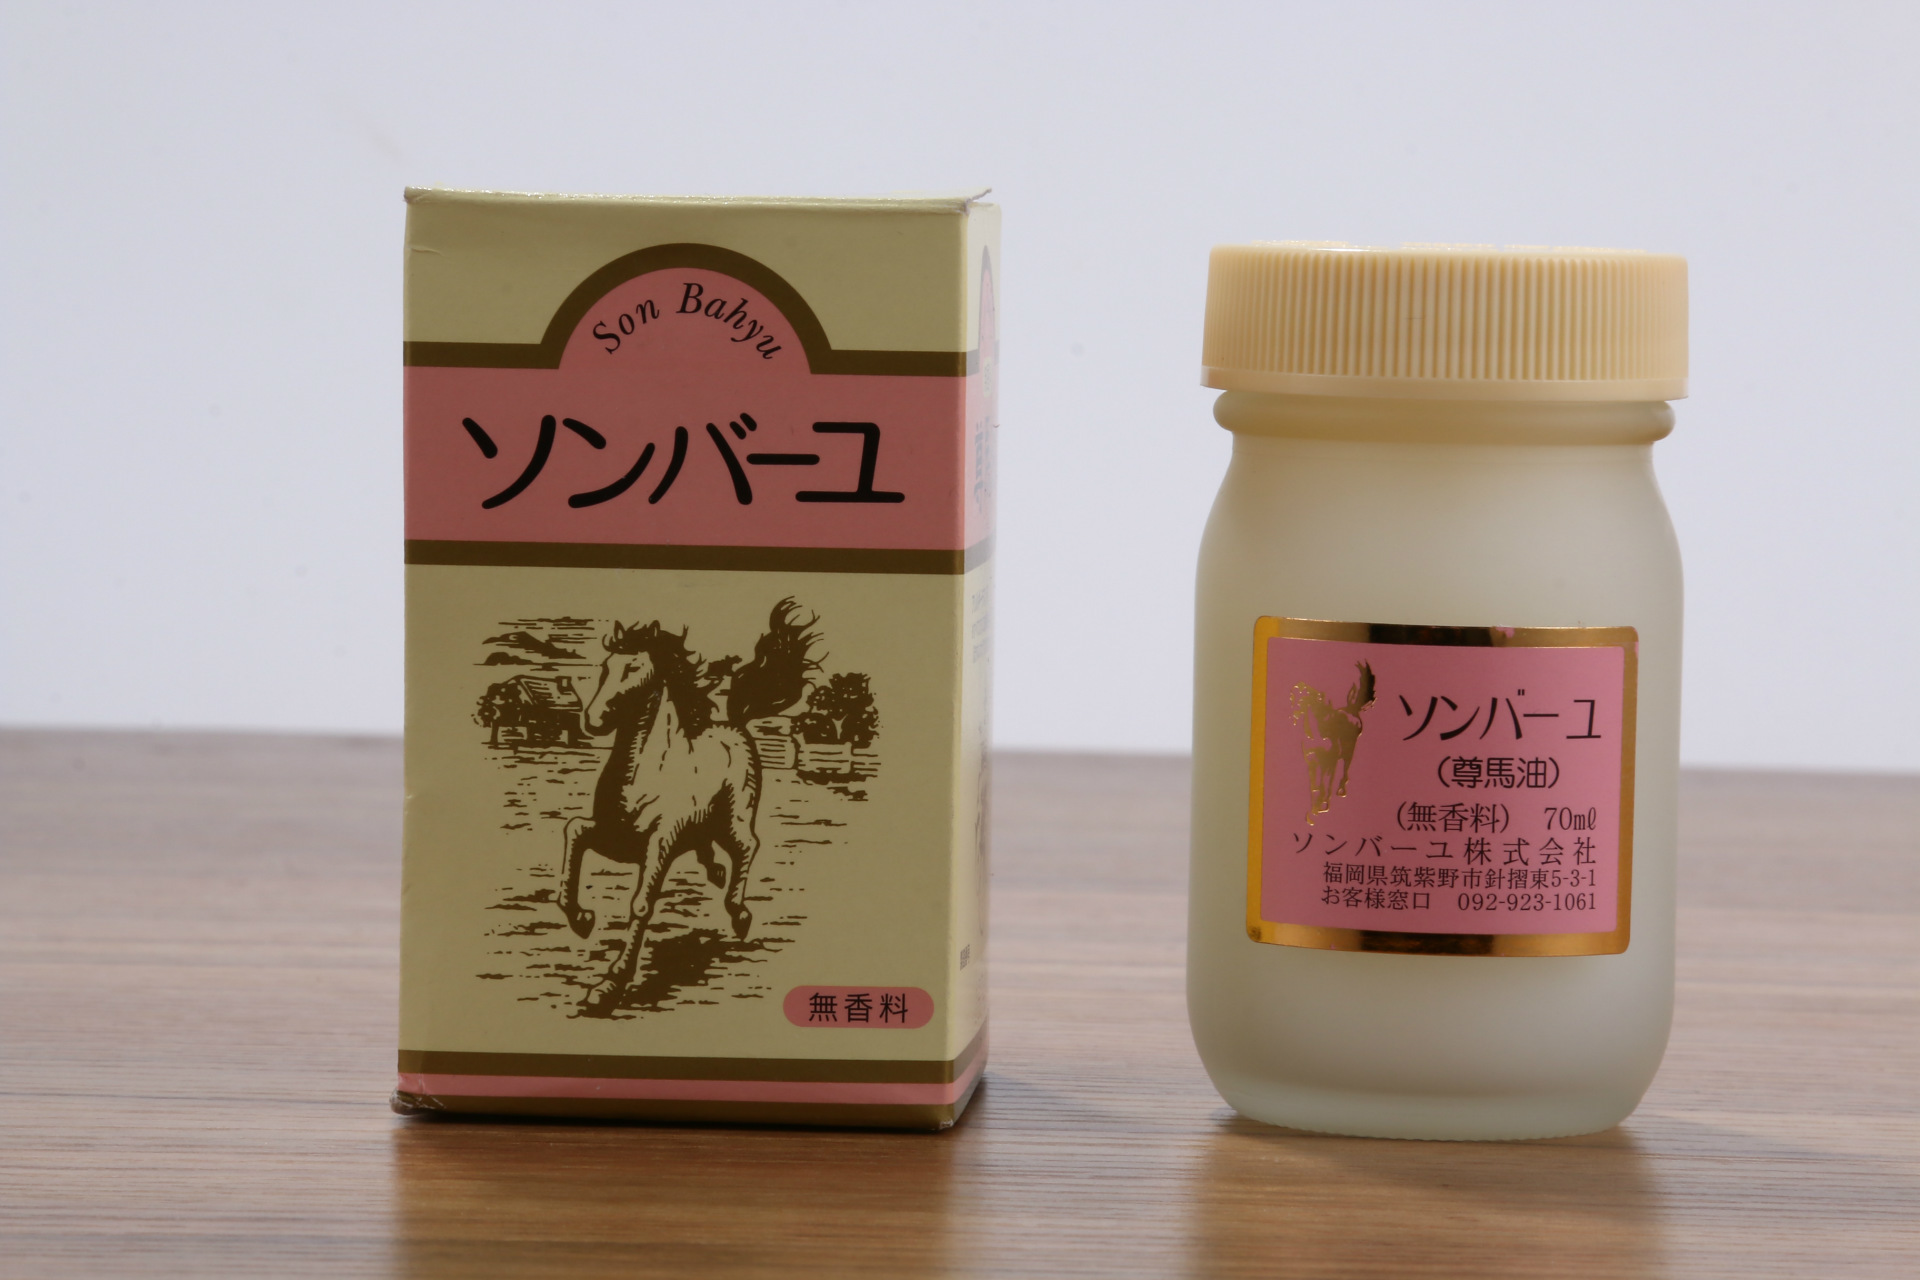 Son Bahyu
ソンバーユ
無香料
ソンバーユ
(尊馬油)
(無香料) 70mℓ
ソンバーユ株式会社
福岡県筑紫野市針摺東5-3-1
お客様窓口 092-923-1061